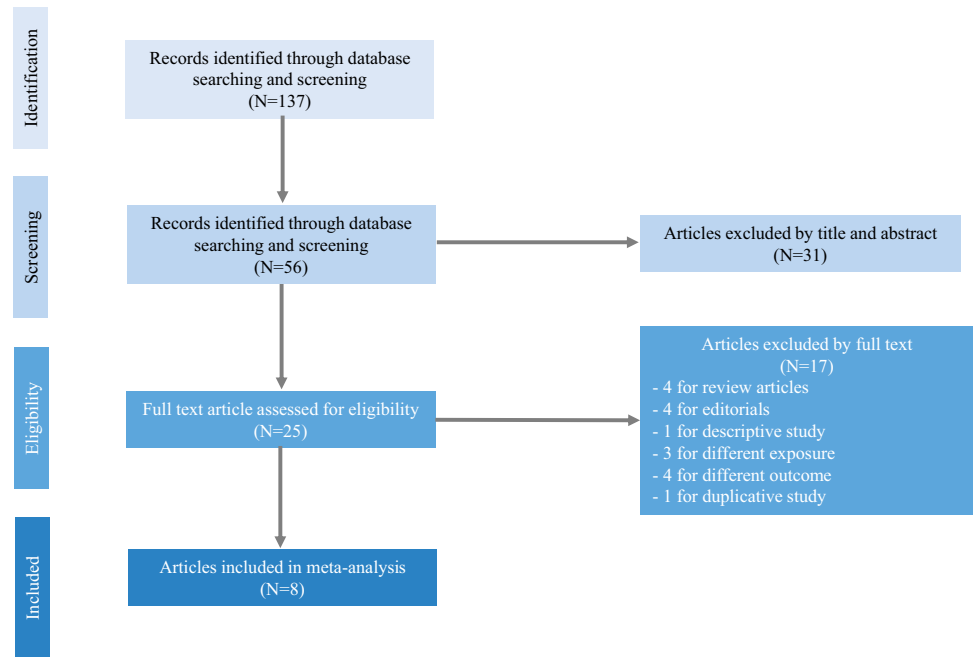 Identification
Records identified through database
searching and screening
(N=137)
Screening
Records identified through database
searching and screening
(N=56)
Articles excluded by title and abstract
(N=31)
Eligibility
Full text article assessed for eligibility
(N=25)
Articles excluded by full text
(N=17)
- 4 for review articles
- 4 for editorials
- 1 for descriptive study
- 3 for different exposure
- 4 for different outcome
- 1 for duplicative study
Included
Articles included in meta-analysis
(N=8)